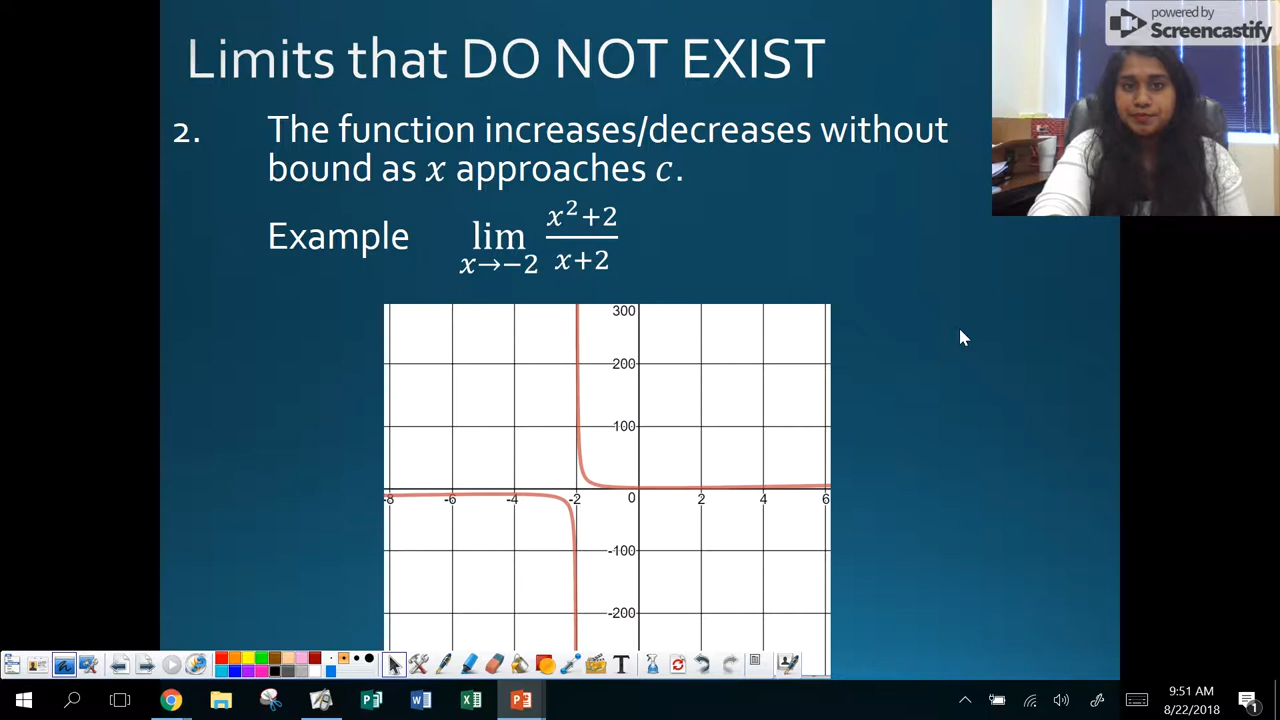 Limits that DO NOT EXIST
powered by
Screencastify
2. The function increases/decreases without
bound as x approaches c.
Example lim x→−2 x²+2 / x+2
300
200
100
-8 -6 -4 -2 0 2 4 6
-100
-200
9:51 AM
8/22/2018
1